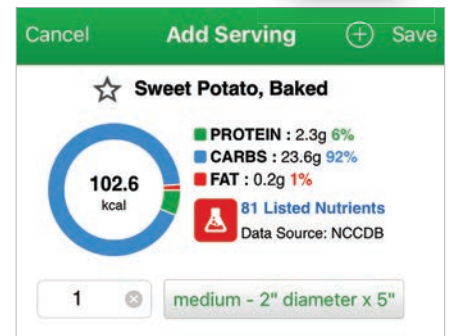 Cancel Add Serving + Save
Sweet Potato, Baked
PROTEIN : 2.3g 6%
CARBS : 23.6g 92%
FAT : 0.2g 1%
102.6
kcal
81 Listed Nutrients
Data Source: NCCDB
1 medium - 2" diameter x 5"